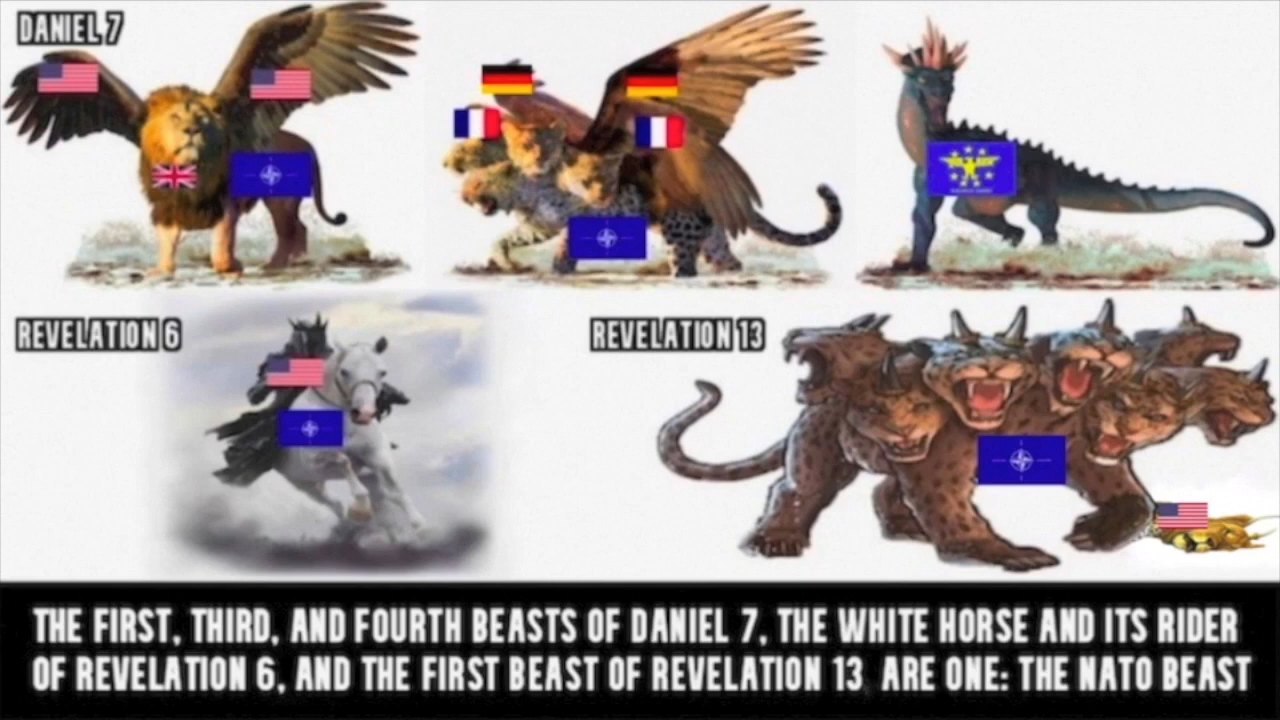 DANIEL 7
REVELATION 6
REVELATION 13
THE FIRST, THIRD, AND FOURTH BEASTS OF DANIEL 7, THE WHITE HORSE AND ITS RIDER
OF REVELATION 6, AND THE FIRST BEAST OF REVELATION 13 ARE ONE: THE NATO BEAST